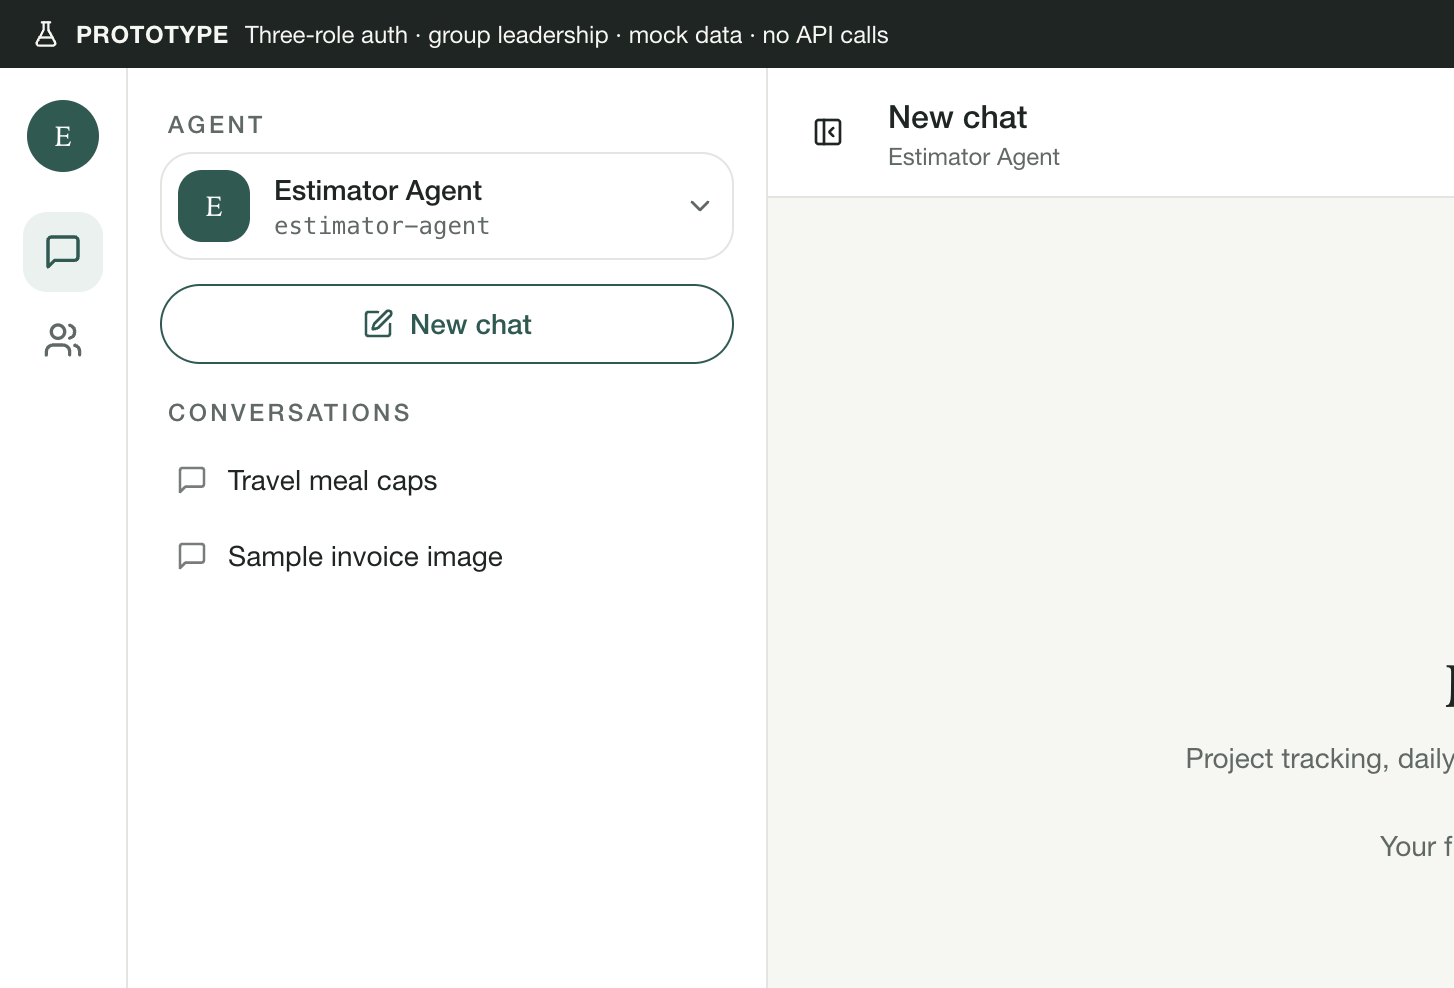 PROTOTYPE Three-role auth · group leadership · mock data · no API calls
E
AGENT
E
Estimator Agent
estimator-agent
New chat
CONVERSATIONS
Travel meal caps
Sample invoice image
New chat
Estimator Agent
Project tracking, daily
Your